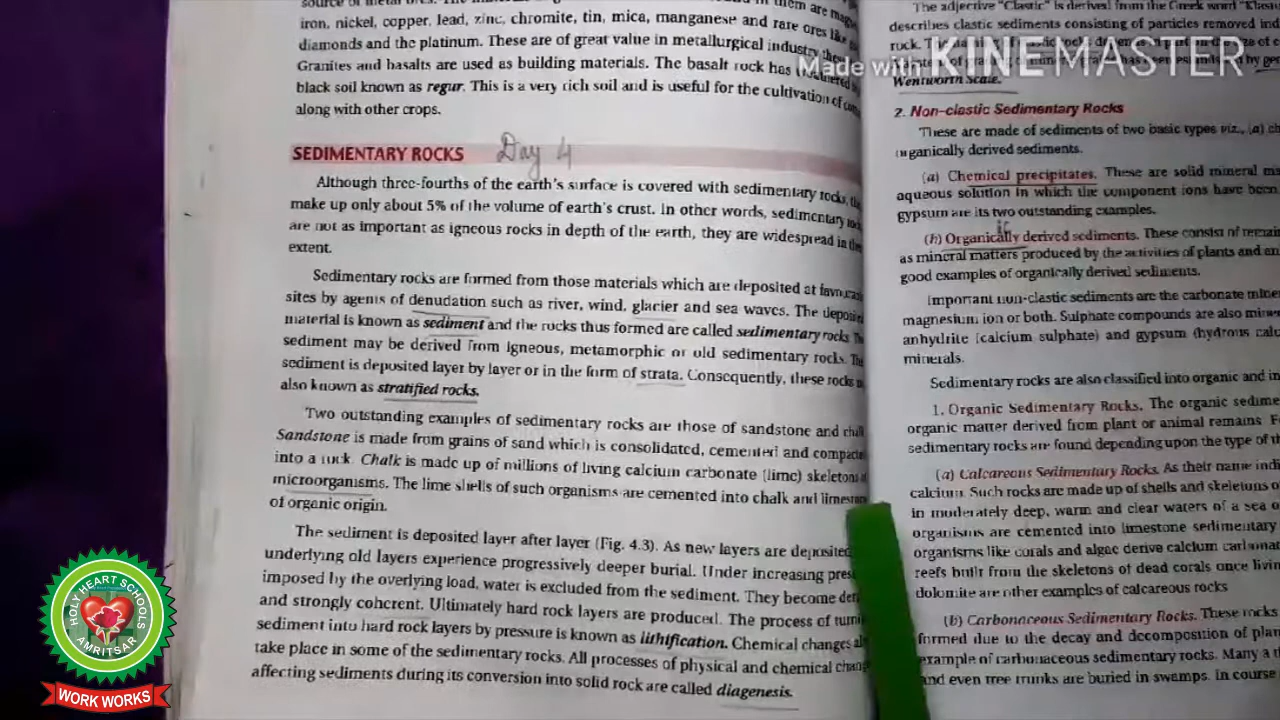 source of metal ores. The
in them are
iron, nickel, copper, lead, zinc, chromite, tin, mica, manganese and rare ores like
diamonds and the platinum. These are of great value in metallurgical industry
Granites and basalts are used as building materials. The basalt rock has
black soil known as regur. This is a very rich soil and is useful for the cultivation of
along with other crops.
SEDIMENTARY ROCKS Day 4
Although three-fourths of the earth's surface is covered with sedimentary rocks,
make up only about 5% of the volume of earth's crust. In other words, sedimentary
are not as important as igneous rocks in depth of the earth, they are widespread in
extent.
Sedimentary rocks are formed from those materials which are deposited at
sites by agents of denudation such as river, wind, glacier and sea waves. The
material is known as sediment and the rocks thus formed are called sedimentary rocks.
sediment may be derived from igneous, metamorphic or old sedimentary rocks. The
sediment is deposited layer by layer or in the form of strata. Consequently, these rocks
also known as stratified rocks.
Two outstanding examples of sedimentary rocks are those of sandstone and
Sandstone is made from grains of sand which is consolidated, cemented and
into a rock. Chalk is made up of millions of living calcium carbonate (lime) skeletons
microorganisms. The lime shells of such organisms are cemented into chalk and
of organic origin.
The sediment is deposited layer after layer (Fig. 4.3). As new layers are deposited
underlying old layers experience progressively deeper burial. Under increasing
imposed by the overlying load, water is excluded from the sediment. They become
and strongly coherent. Ultimately hard rock layers are produced. The process of
sediment into hard rock layers by pressure is known as lithification. Chemical changes
take place in some of the sedimentary rocks. All processes of physical and chemical
affecting sediments during its conversion into solid rock are called diagenesis.
The adjective "Clastic" is derived from the Greek word
describes clastic sediments consisting of particles removed
rock.
Made with KINEMASTER
Wentworth Scale.
2. Non-clastic Sedimentary Rocks
These are made of sediments of two basic types viz., (a)
organically derived sediments.
(a) Chemical precipitates. These are solid mineral
aqueous solution in which the component ions have been
gypsum are its two outstanding examples.
(b) Organically derived sediments. These consist of
as mineral matters produced by the activities of plants and
good examples of organically derived sediments.
Important non-clastic sediments are the carbonate
magnesium ion or both. Sulphate compounds are also
anhydrite (calcium sulphate) and gypsum (hydrous
minerals.
Sedimentary rocks are also classified into organic and
1. Organic Sedimentary Rocks. The organic
organic matter derived from plant or animal remains.
sedimentary rocks are found depending upon the type of
(a) Calcareous Sedimentary Rocks. As their name
calcium. Such rocks are made up of shells and skeletons
in moderately deep, warm and clear waters of a sea
organisms are cemented into limestone sedimentary
organisms like corals and algae derive calcium
reefs built from the skeletons of dead corals once
dolomite are other examples of calcareous rocks
(b) Carbonaceous Sedimentary Rocks. These rocks
formed due to the decay and decomposition of
example of carbonaceous sedimentary rocks. Many a
and even tree trunks are buried in swamps. In course
HOLY HEART SCHOOLS
AMRITSAR
WORK WORKS